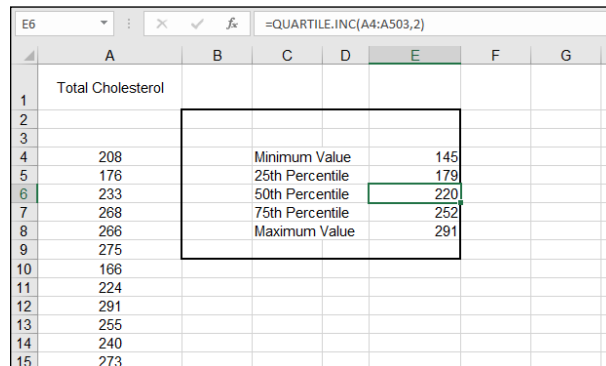 E6 fx =QUARTILE.INC(A4:A503,2)
A B C D E F G
1 Total Cholesterol
2
3
4 208 Minimum Value 145
5 176 25th Percentile 179
6 233 50th Percentile 220
7 268 75th Percentile 252
8 266 Maximum Value 291
9 275
10 166
11 224
12 291
13 255
14 240
15 273